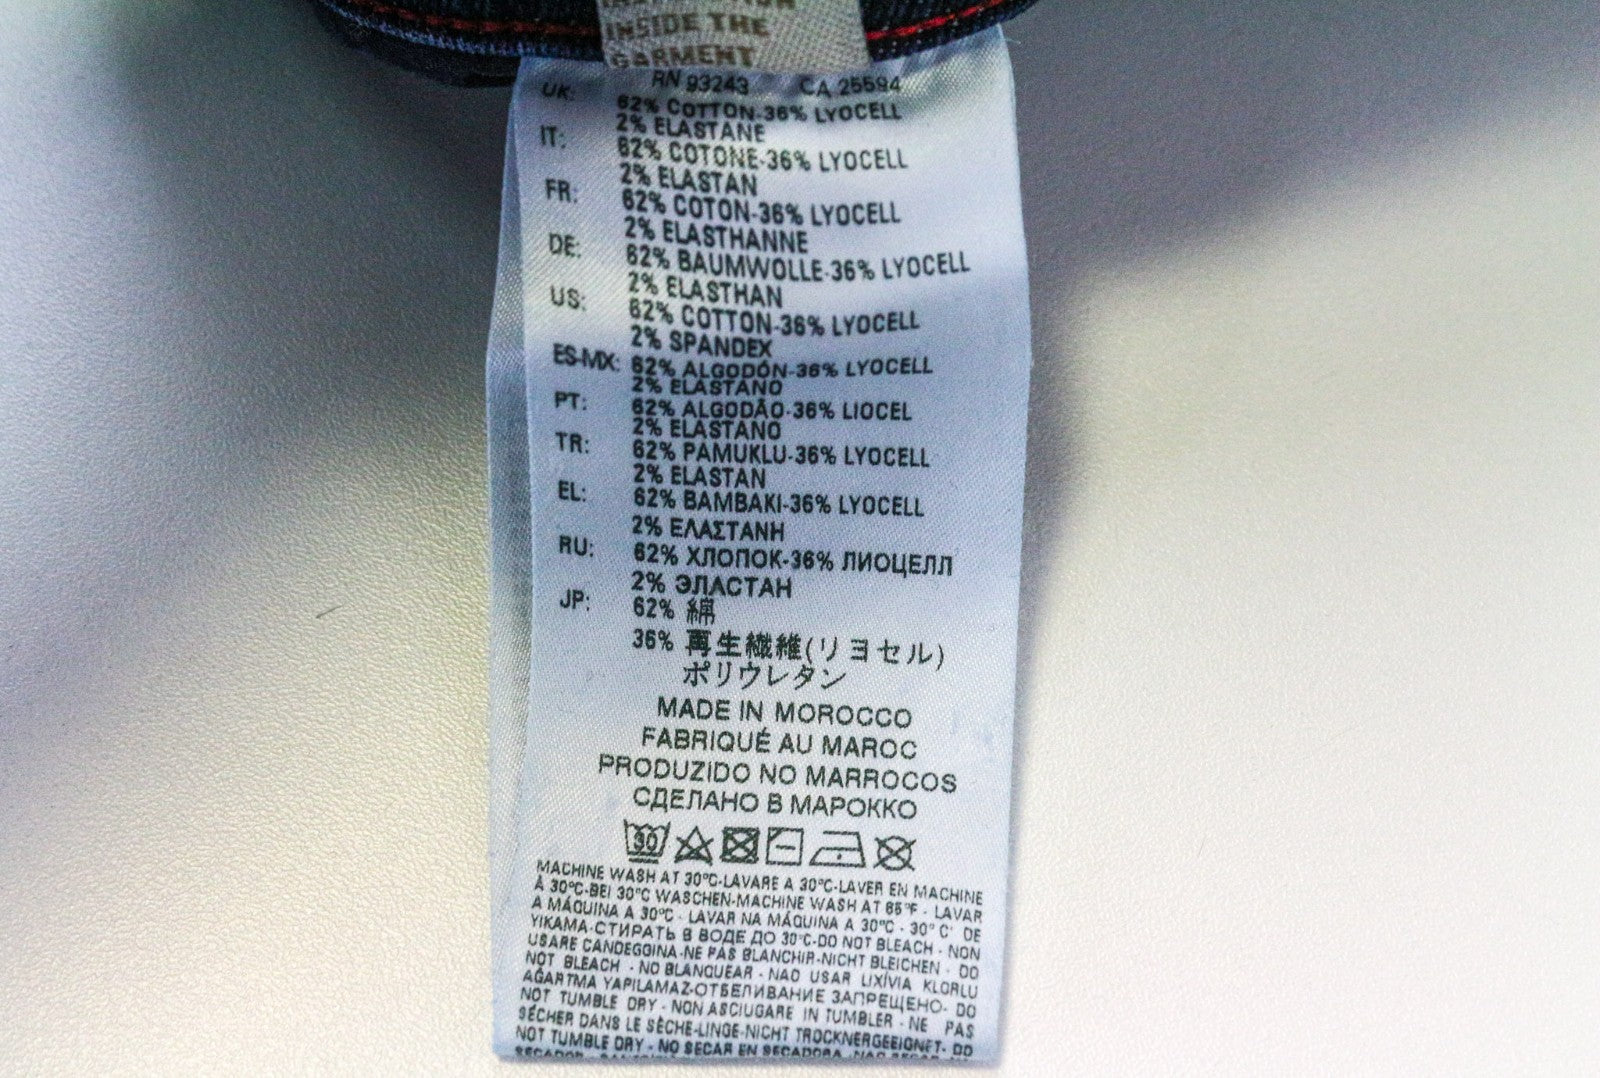 INSIDE THE
GARMENT
RN 93243 CA 25594
UK: 62% COTTON-36% LYOCELL
2% ELASTANE
IT: 62% COTONE-36% LYOCELL
2% ELASTAN
FR: 62% COTON-36% LYOCELL
2% ELASTHANNE
DE: 62% BAUMWOLLE-36% LYOCELL
2% ELASTHAN
US: 62% COTTON-36% LYOCELL
2% SPANDEX
ES-MX: 62% ALGODÓN-36% LYOCELL
2% ELASTANO
PT: 62% ALGODÃO-36% LIOCEL
2% ELASTANO
TR: 62% PAMUKLU-36% LYOCELL
2% ELASTAN
EL: 62% BAMBAKI-36% LYOCELL
2% ΕΛΑΣΤΑΝΗ
RU: 62% ХЛОПОК-36% ЛИОЦЕЛЛ
2% ЭЛАСТАН
JP: 62% 綿
36% 再生繊維(リヨセル)
ポリウレタン
MADE IN MOROCCO
FABRIQUÉ AU MAROC
PRODUZIDO NO MARROCOS
СДЕЛАНО В МАРОККО
30
MACHINE WASH AT 30°C-LAVARE A 30°C-LAVER EN MACHINE
À 30°C-BEI 30°C WASCHEN-MACHINE WASH AT 85°F - LAVAR
A MÁQUINA A 30°C - LAVAR NA MÁQUINA A 30°C - 30° C' DE
YIKAMA-СТИРАТЬ В ВОДЕ ДО 30°C-DO NOT BLEACH - NON
USARE CANDEGGINA-NE PAS BLANCHIR-NICHT BLEICHEN - DO
NOT BLEACH - NO BLANQUEAR - NAO USAR LIXÍVIA KLORLU
AĞARTMA YAPILAMAZ-ОТБЕЛИВАНИЕ ЗАПРЕЩЕНО- DO
NOT TUMBLE DRY - NON ASCIUGARE IN TUMBLER - NE PAS
SÉCHER DANS LE SÈCHE-LINGE-NICHT TROCKNERGEEIGNET- DO
NOT TUMBLE DRY - NO SECAR EN SECADORA -NAO SECAR